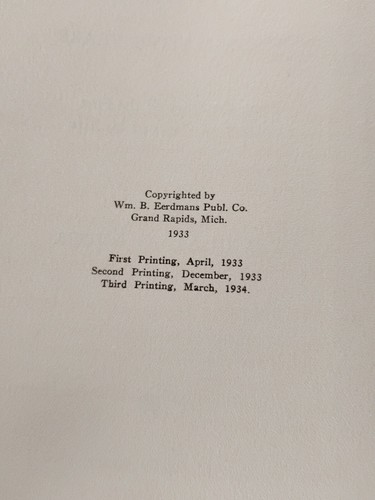 Copyrighted by
Wm. B. Eerdmans Publ. Co.
Grand Rapids, Mich.
1933
First Printing, April, 1933
Second Printing, December, 1933
Third Printing, March, 1934.